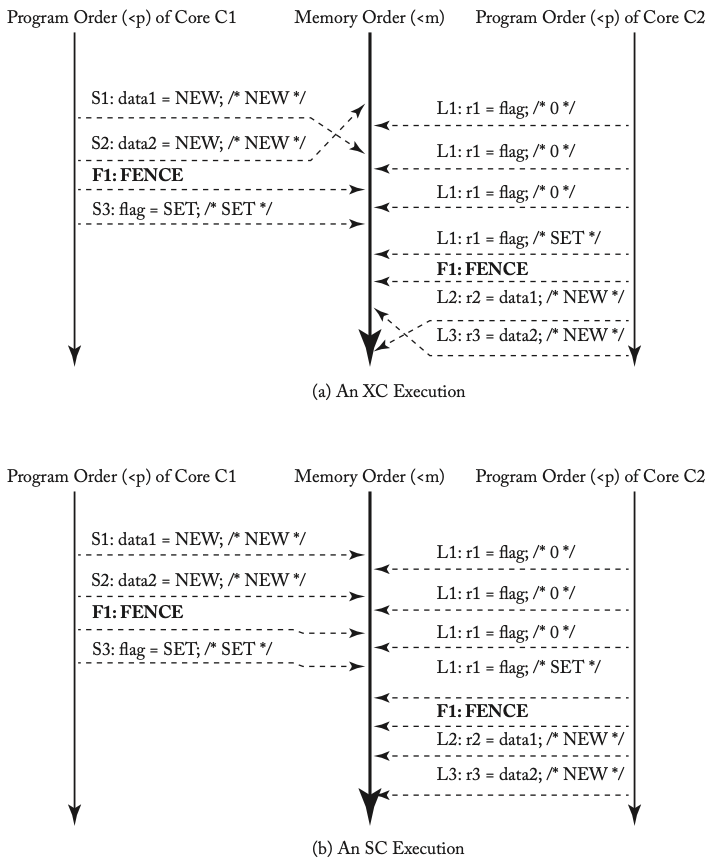 Program Order (<p) of Core C1 Memory Order (<m) Program Order (<p) of Core C2
S1: data1 = NEW; /* NEW */
L1: r1 = flag; /* 0 */
S2: data2 = NEW; /* NEW */
L1: r1 = flag; /* 0 */
F1: FENCE
L1: r1 = flag; /* 0 */
S3: flag = SET; /* SET */
L1: r1 = flag; /* SET */
F1: FENCE
L2: r2 = data1; /* NEW */
L3: r3 = data2; /* NEW */
(a) An XC Execution
Program Order (<p) of Core C1 Memory Order (<m) Program Order (<p) of Core C2
S1: data1 = NEW; /* NEW */
L1: r1 = flag; /* 0 */
S2: data2 = NEW; /* NEW */
L1: r1 = flag; /* 0 */
F1: FENCE
L1: r1 = flag; /* 0 */
S3: flag = SET; /* SET */
L1: r1 = flag; /* SET */
F1: FENCE
L2: r2 = data1; /* NEW */
L3: r3 = data2; /* NEW */
(b) An SC Execution